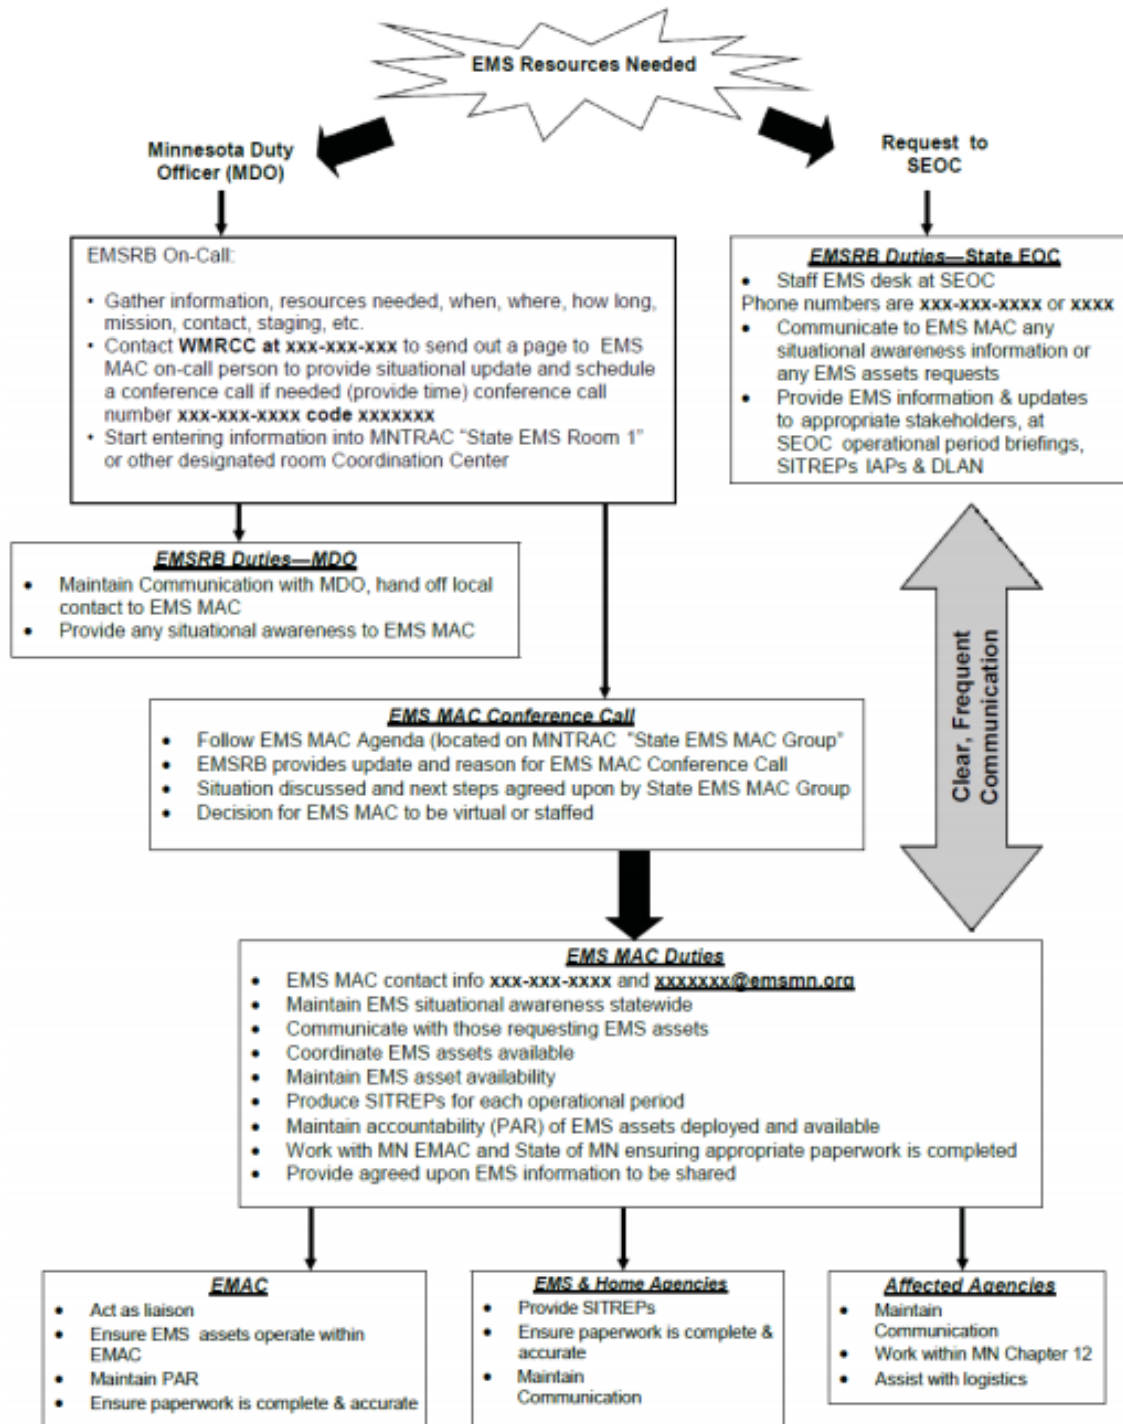 EMS Resources Needed
Minnesota Duty
Officer (MDO)
Request to
SEOC
EMSRB On-Call:
• Gather information, resources needed, when, where, how long,
mission, contact, staging, etc.
• Contact WMRCC at xxx-xxx-xxx to send out a page to EMS
MAC on-call person to provide situational update and schedule
a conference call if needed (provide time) conference call
number xxx-xxx-xxxx code xxxxxxx
• Start entering information into MNTRAC “State EMS Room 1”
or other designated room Coordination Center
EMSRB Duties—State EOC
• Staff EMS desk at SEOC
Phone numbers are xxx-xxx-xxxx or xxxx
• Communicate to EMS MAC any
situational awareness information or
any EMS assets requests
• Provide EMS information & updates
to appropriate stakeholders, at
SEOC operational period briefings,
SITREPs IAPs & DLAN
EMSRB Duties—MDO
• Maintain Communication with MDO, hand off local
contact to EMS MAC
• Provide any situational awareness to EMS MAC
Clear, Frequent
Communication
EMS MAC Conference Call
• Follow EMS MAC Agenda (located on MNTRAC “State EMS MAC Group”
• EMSRB provides update and reason for EMS MAC Conference Call
• Situation discussed and next steps agreed upon by State EMS MAC Group
• Decision for EMS MAC to be virtual or staffed
EMS MAC Duties
• EMS MAC contact info xxx-xxx-xxxx and xxxxxxx@emsmn.org
• Maintain EMS situational awareness statewide
• Communicate with those requesting EMS assets
• Coordinate EMS assets available
• Maintain EMS asset availability
• Produce SITREPs for each operational period
• Maintain accountability (PAR) of EMS assets deployed and available
• Work with MN EMAC and State of MN ensuring appropriate paperwork is completed
• Provide agreed upon EMS information to be shared
EMAC
• Act as liaison
• Ensure EMS assets operate within
EMAC
• Maintain PAR
• Ensure paperwork is complete & accurate
EMS & Home Agencies
• Provide SITREPs
• Ensure paperwork is complete &
accurate
• Maintain
Communication
Affected Agencies
• Maintain
Communication
• Work within MN Chapter 12
• Assist with logistics